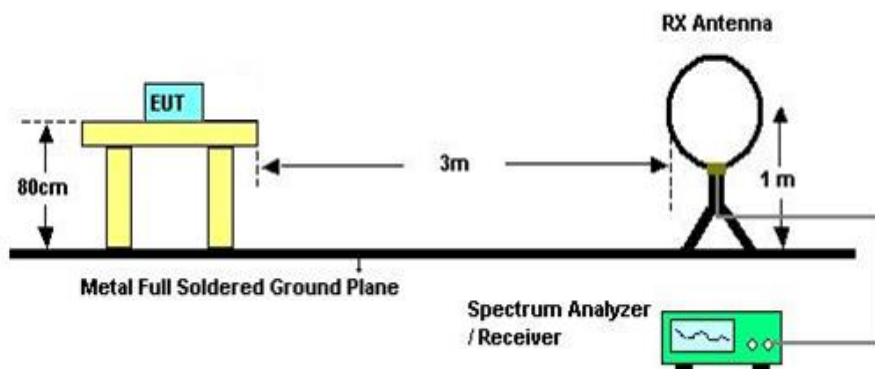 RX Antenna
EUT
80cm
3m
1 m
Metal Full Soldered Ground Plane
Spectrum Analyzer
/ Receiver